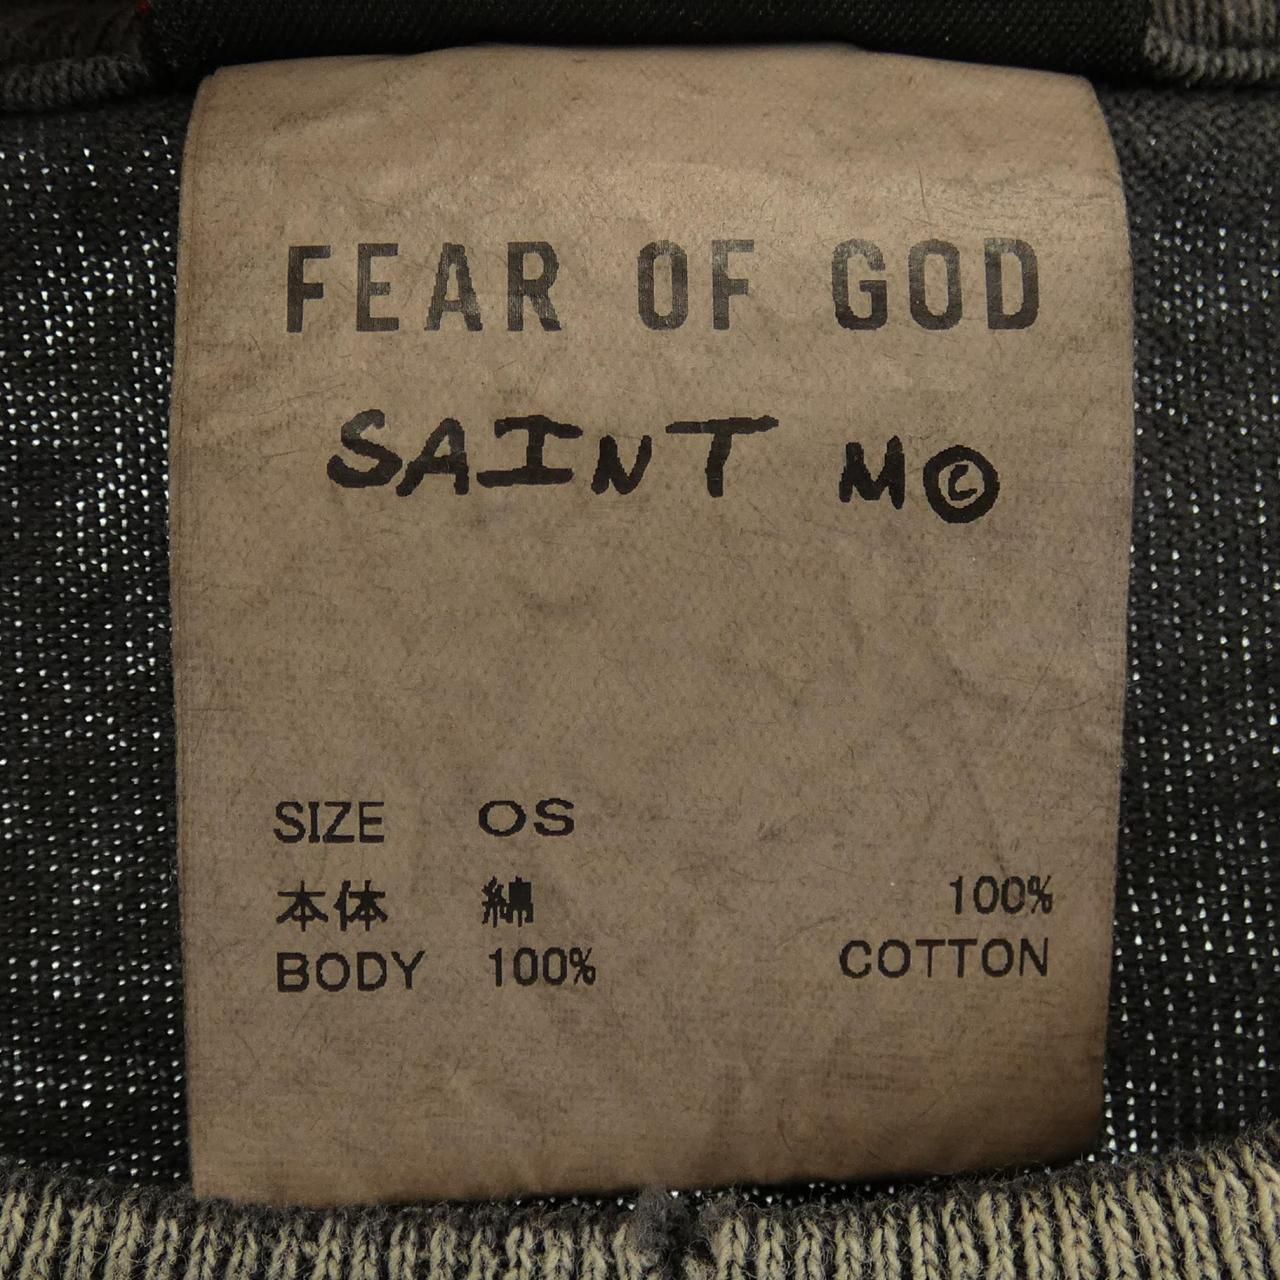 FEAR OF GOD
SAINT M©
SIZE OS
本体 綿 100%
BODY 100% COTTON